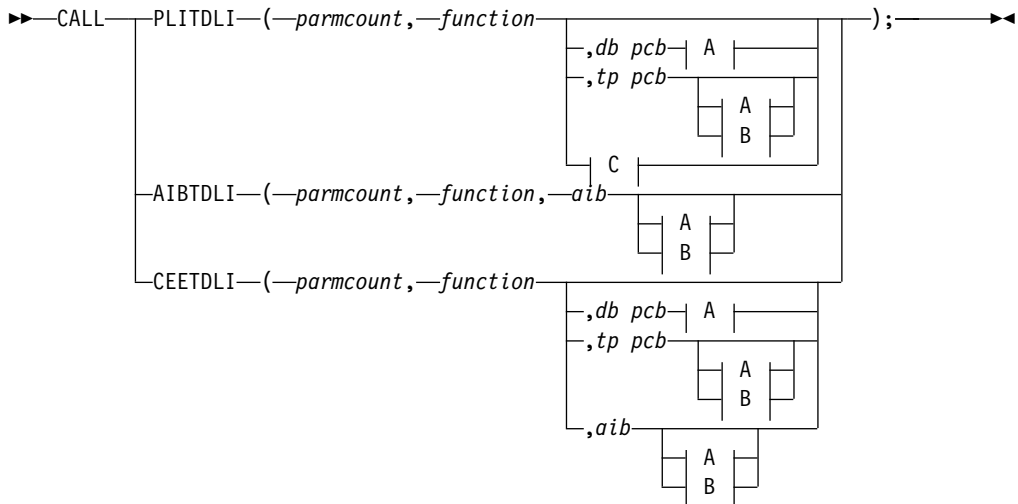 CALL PLITDLI ( parmcount, function );
,db pcb A
,tp pcb
A
B
C
AIBTDLI ( parmcount, function, aib
A
B
CEETDLI ( parmcount, function
,db pcb A
,tp pcb
A
B
,aib
A
B